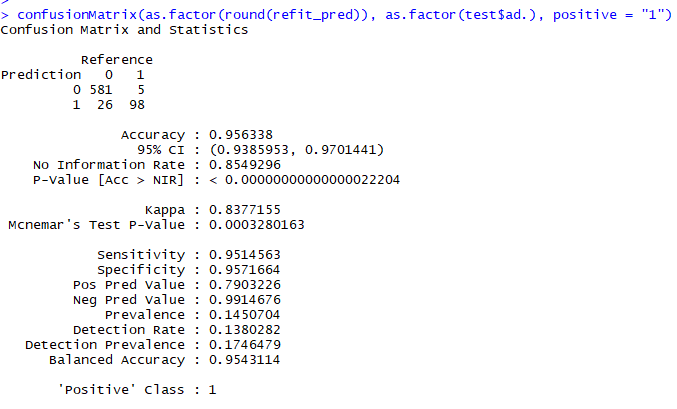 >
> confusionMatrix(as.factor(round(refit_pred)), as.factor(test$ad.), positive = "1")
Confusion Matrix and Statistics
Reference
Prediction 0 1
0 581 5
1 26 98
Accuracy : 0.956338
95% CI : (0.9385953, 0.9701441)
No Information Rate : 0.8549296
P-Value [Acc > NIR] : < 0.00000000000000022204
Kappa : 0.8377155
Mcnemar's Test P-Value : 0.0003280163
Sensitivity : 0.9514563
Specificity : 0.9571664
Pos Pred Value : 0.7903226
Neg Pred Value : 0.9914676
Prevalence : 0.1450704
Detection Rate : 0.1380282
Detection Prevalence : 0.1746479
Balanced Accuracy : 0.9543114
'Positive' Class : 1